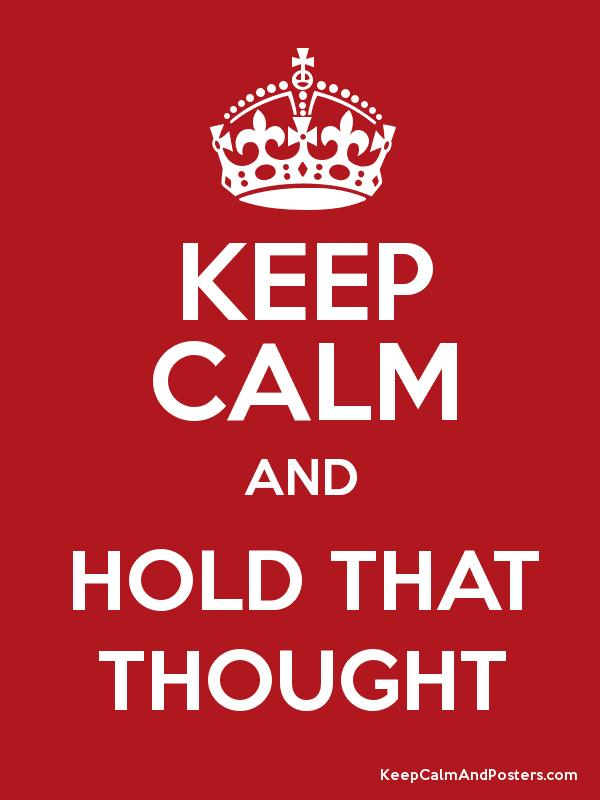 KEEP
CALM
AND
HOLD THAT
THOUGHT
KeepCalmAndPosters.com